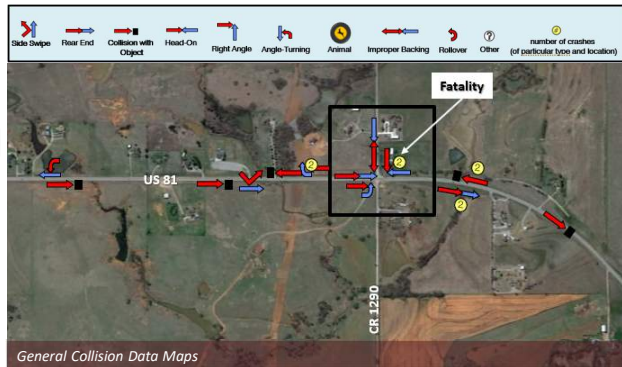 Side Swipe
Rear End
Collision with
Object
Head-On
Right Angle
Angle-Turning
Animal
Improper Backing
Rollover
?
Other
#
number of crashes
(of particular type and location)
Fatality
2
2
2
2
US 81
CR 1290
General Collision Data Maps